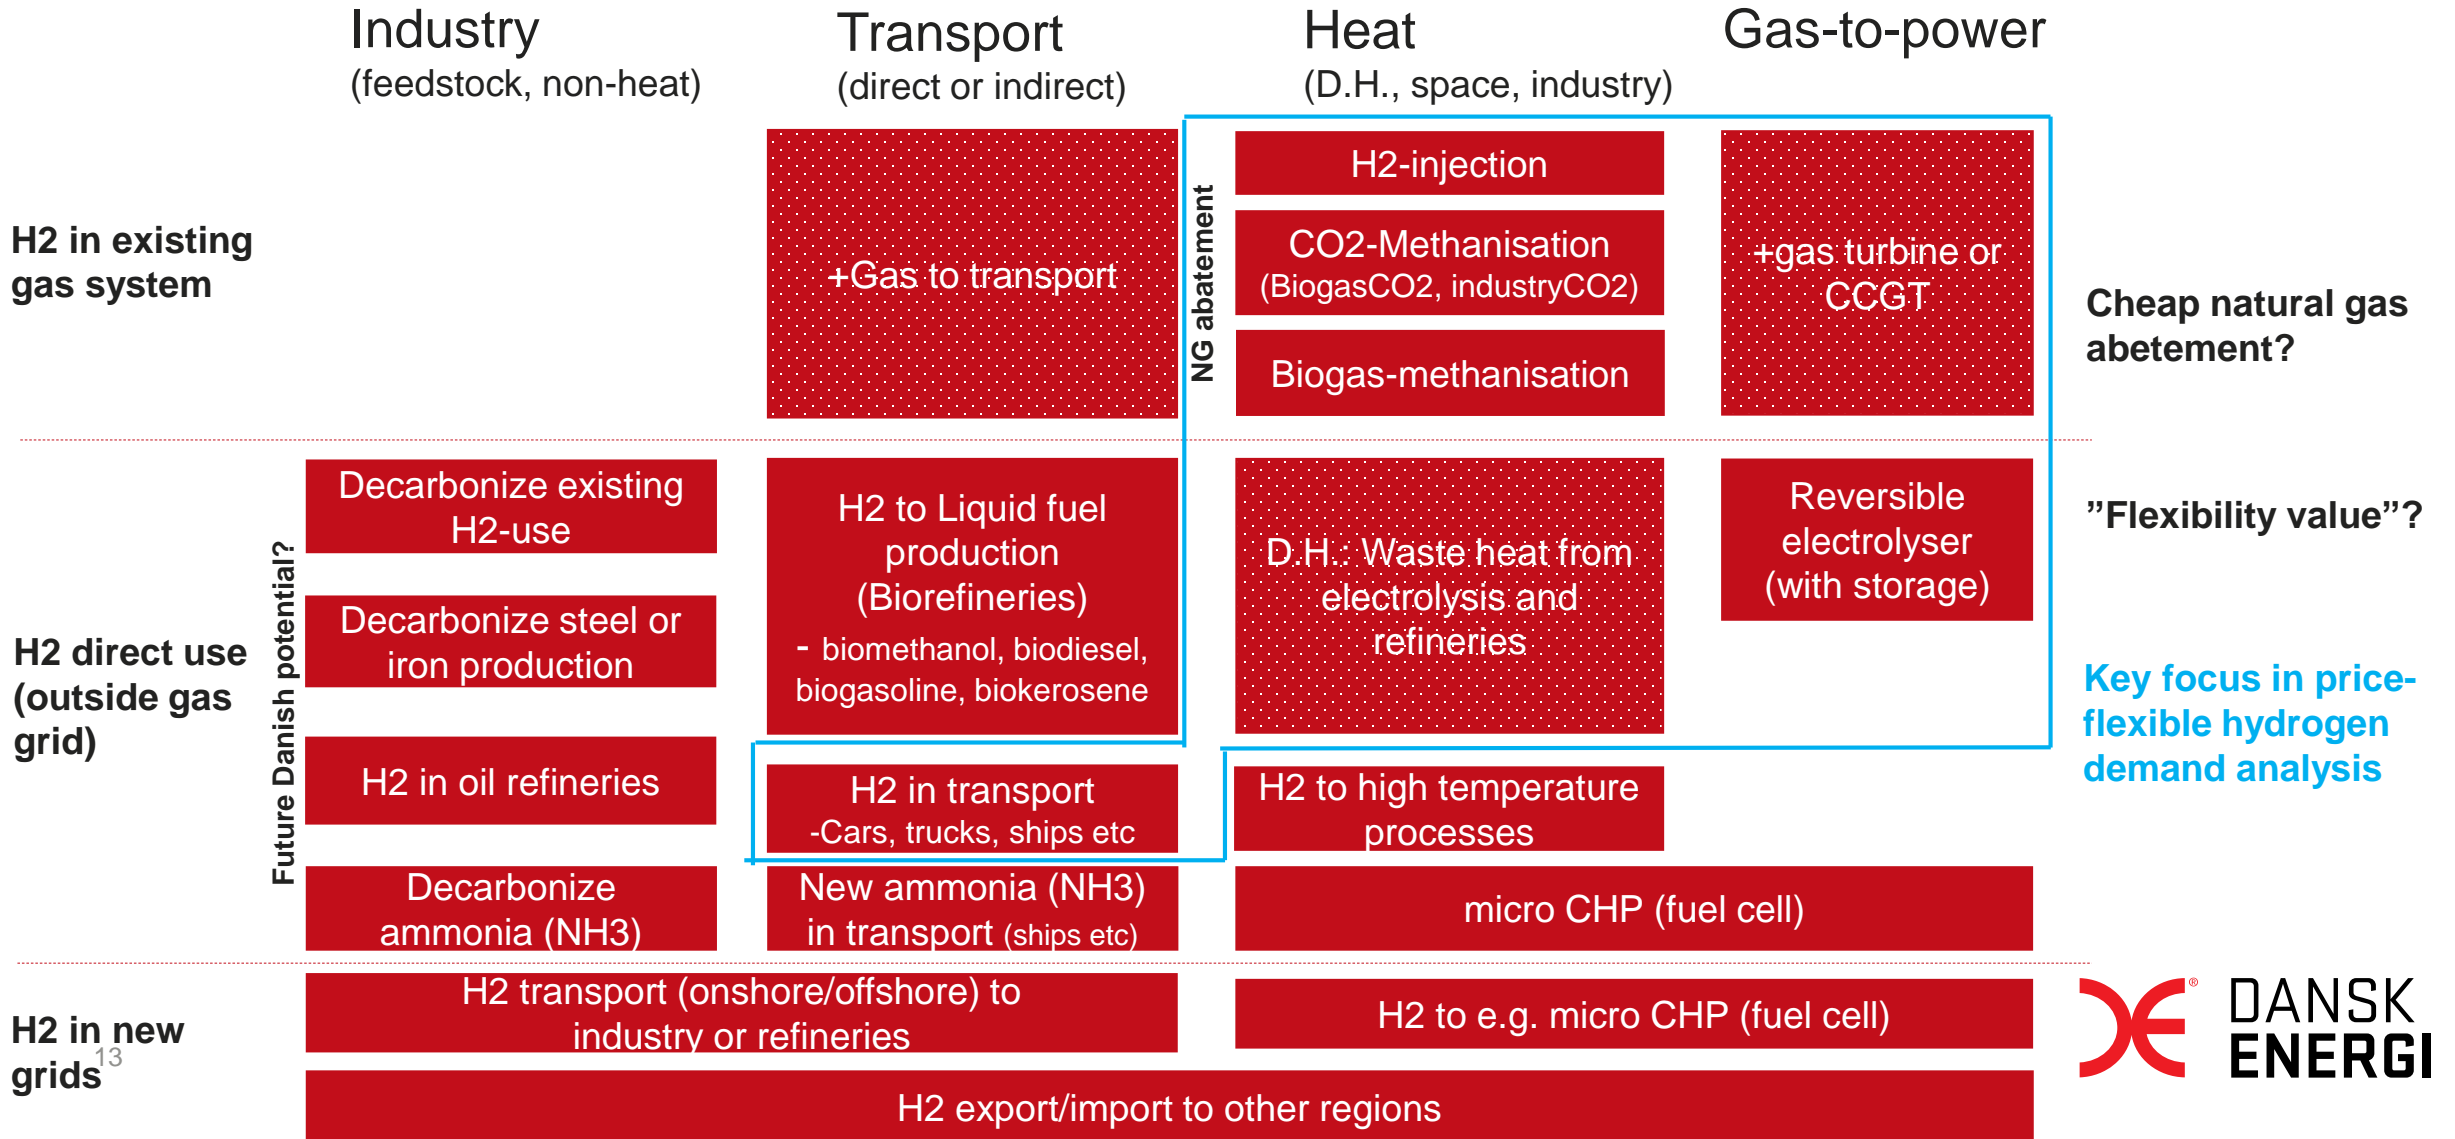 Industry
(feedstock, non-heat)
Transport
(direct or indirect)
Heat
(D.H., space, industry)
Gas-to-power
H2 in existing
gas system
+Gas to transport
NG abatement
H2-injection
CO2-Methanisation
(BiogasCO2, industryCO2)
Biogas-methanisation
+gas turbine or
CCGT
Cheap natural gas
abetement?
H2 direct use
(outside gas
grid)
Future Danish potential?
Decarbonize existing
H2-use
Decarbonize steel or
iron production
H2 in oil refineries
Decarbonize
ammonia (NH3)
H2 to Liquid fuel
production
(Biorefineries)
- biomethanol, biodiesel,
biogasoline, biokerosene
H2 in transport
-Cars, trucks, ships etc
New ammonia (NH3)
in transport (ships etc)
D.H.: Waste heat from
electrolysis and
refineries
H2 to high temperature
processes
micro CHP (fuel cell)
Reversible
electrolyser
(with storage)
”Flexibility value”?
Key focus in price-
flexible hydrogen
demand analysis
H2 in new
grids
13
H2 transport (onshore/offshore) to
industry or refineries
H2 to e.g. micro CHP (fuel cell)
H2 export/import to other regions
®
DANSK
ENERGI